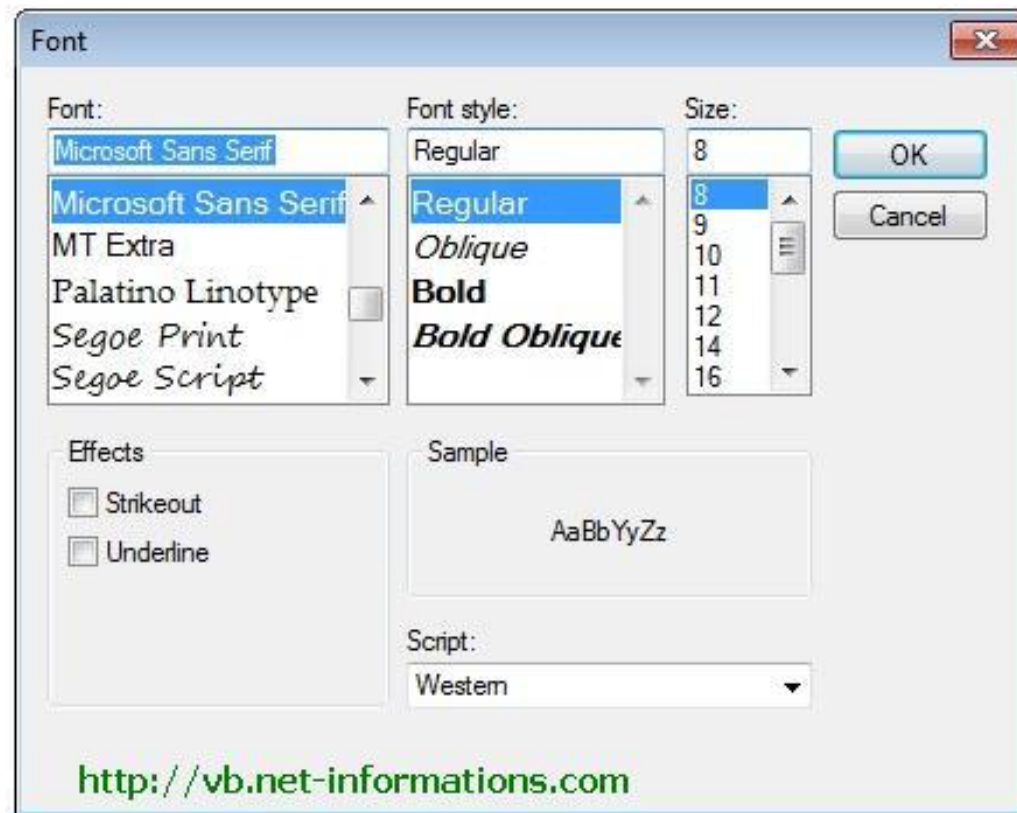 Font
Font:
Font style:
Size:
Microsoft Sans Serif
Regular
8
OK
Microsoft Sans Serif
MT Extra
Palatino Linotype
Segoe Print
Segoe Script
Regular
Oblique
Bold
Bold Oblique
8
9
10
11
12
14
16
Cancel
Effects
Strikeout
Underline
Sample
AaBbYyZz
Script:
Western
http://vb.net-informations.com